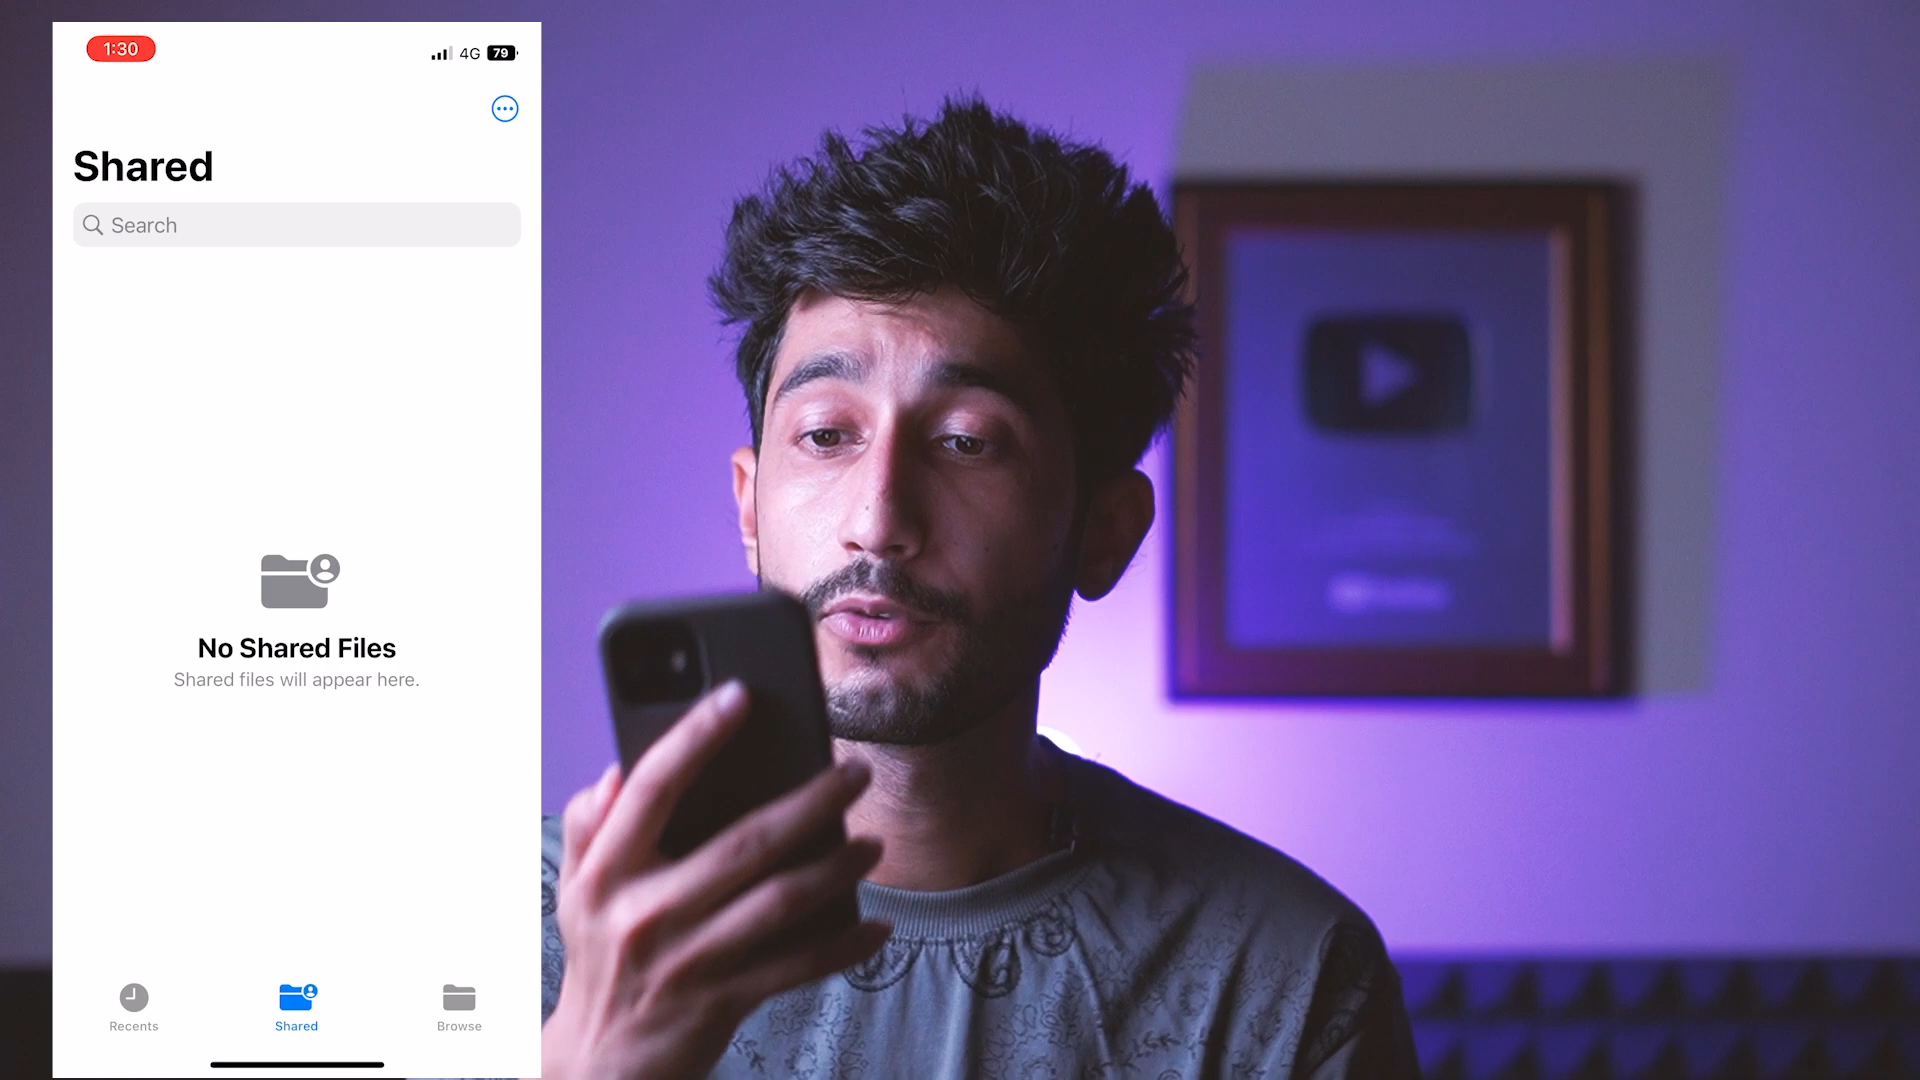 1:30
4G 79
Shared
Search
No Shared Files
Shared files will appear here.
Recents
Shared
Browse